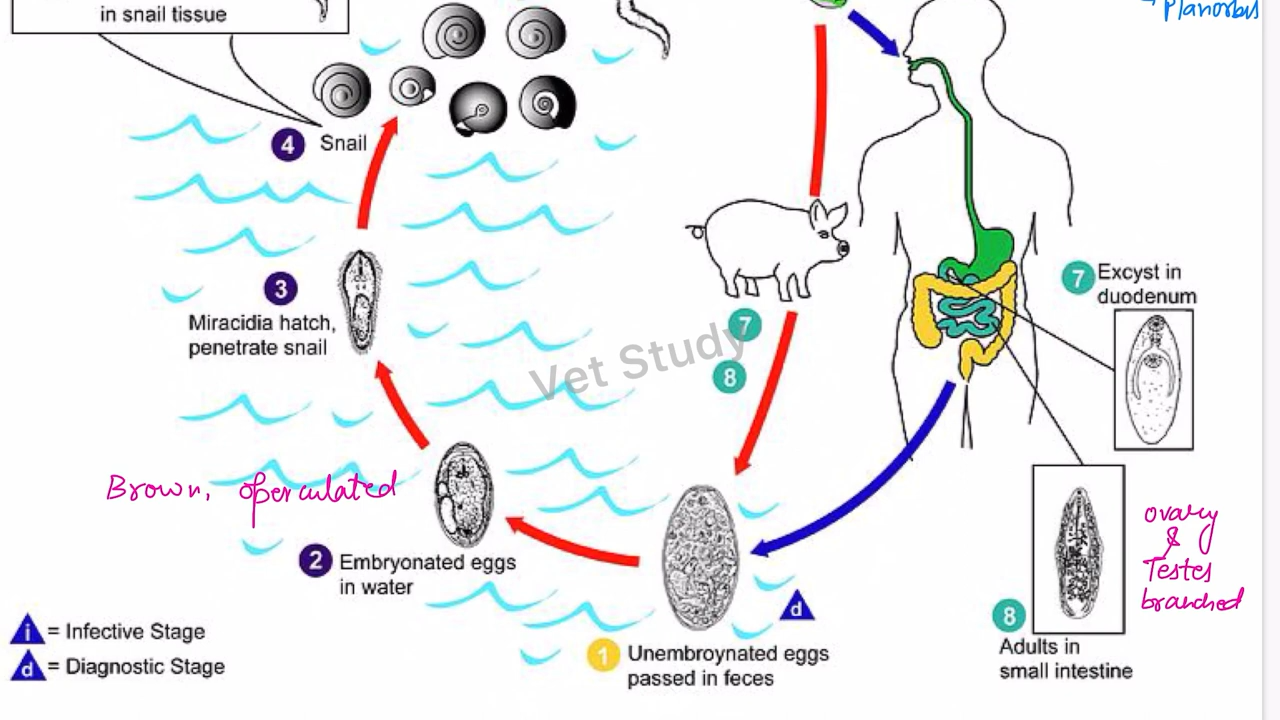 in snail tissue
Planorbis
4 Snail
7 Excyst in
duodenum
3
Miracidia hatch,
penetrate snail
7
8
Vet Study
Brown, operculated
2 Embryonated eggs
in water
ovary
&
Testes
branched
d
8
Adults in
small intestine
i = Infective Stage
d = Diagnostic Stage
1 Unembroynated eggs
passed in feces